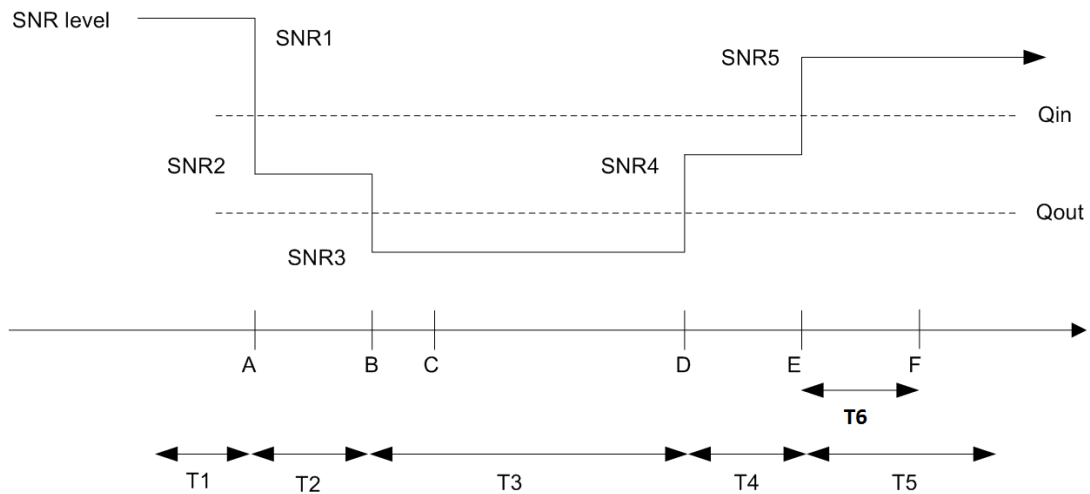 SNR level
SNR1
SNR5
Qin
SNR2
SNR4
Qout
SNR3
A B C D E F
T6
T1 T2 T3 T4 T5